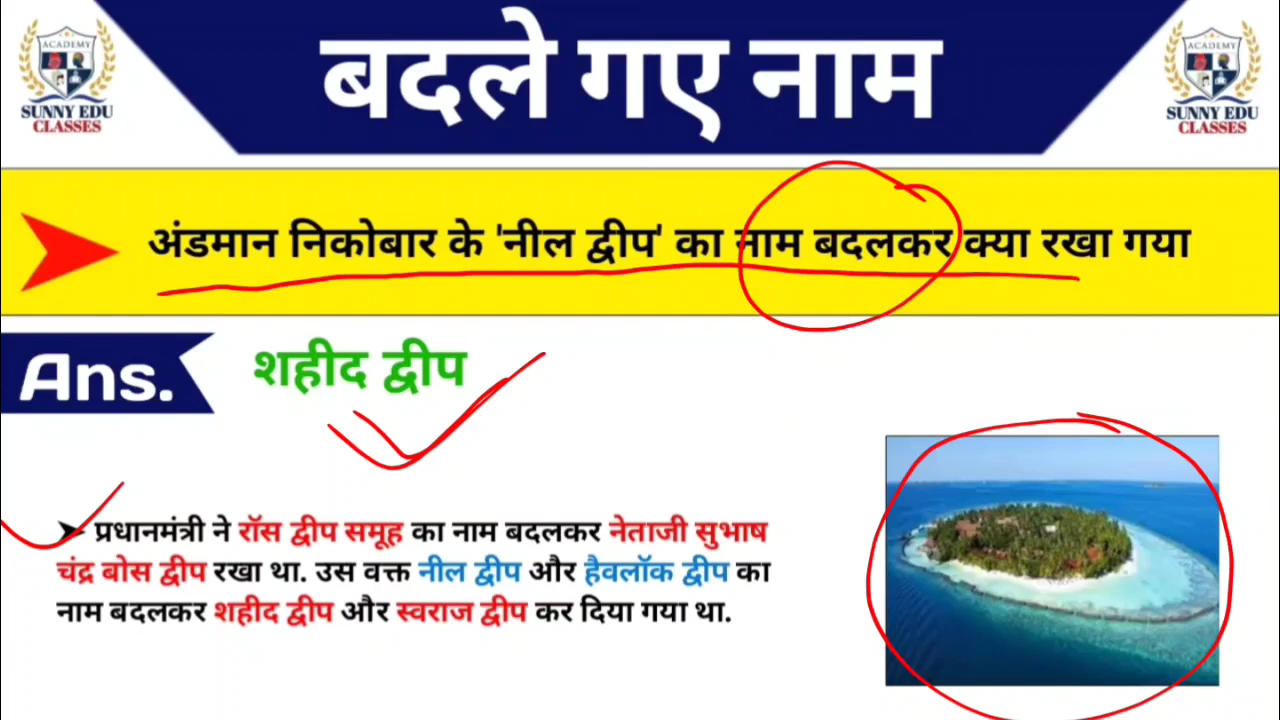 ACADEMY
SUNNY EDU
CLASSES
बदले गए नाम
ACADEMY
SUNNY EDU
CLASSES
अंडमान निकोबार के 'नील द्वीप' का नाम बदलकर क्या रखा गया
Ans.
शहीद द्वीप
प्रधानमंत्री ने रॉस द्वीप समूह का नाम बदलकर नेताजी सुभाष
चंद्र बोस द्वीप रखा था. उस वक्त नील द्वीप और हैवलॉक द्वीप का
नाम बदलकर शहीद द्वीप और स्वराज द्वीप कर दिया गया था.